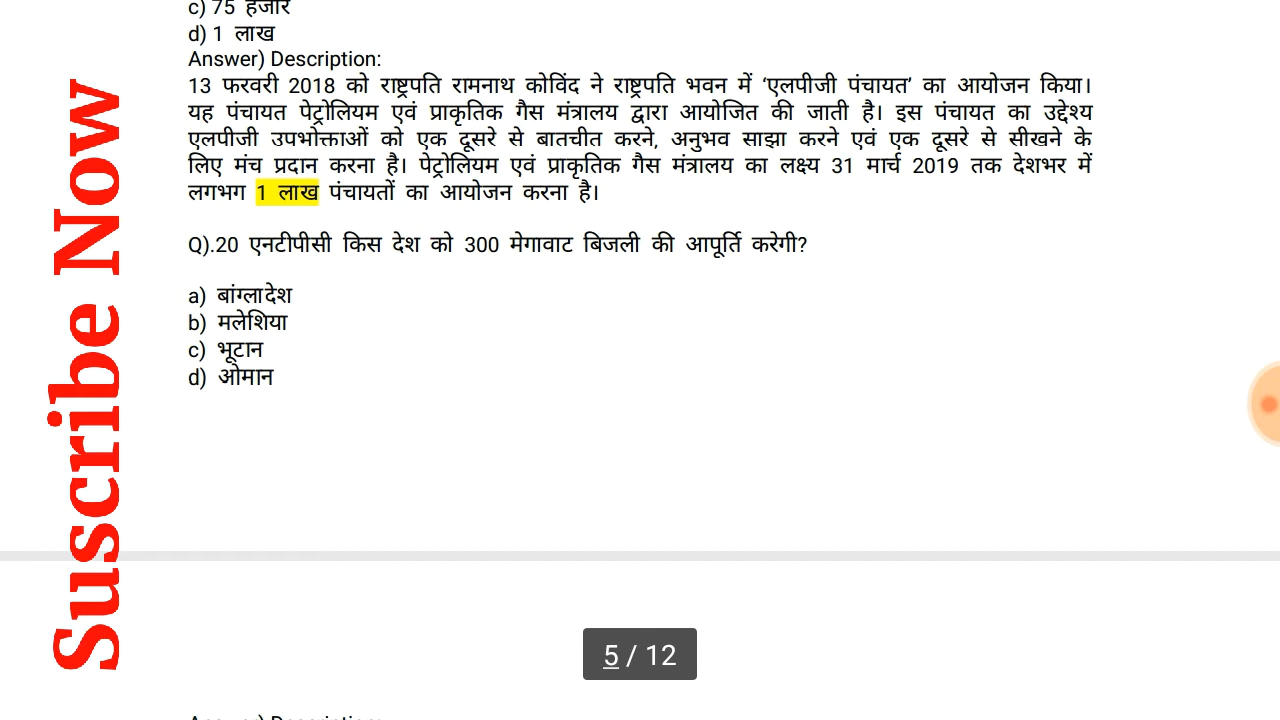 c) 75 हजार
d) 1 लाख
Answer) Description:
13 फरवरी 2018 को राष्ट्रपति रामनाथ कोविंद ने राष्ट्रपति भवन में ‘एलपीजी पंचायत’ का आयोजन किया।
यह पंचायत पेट्रोलियम एवं प्राकृतिक गैस मंत्रालय द्वारा आयोजित की जाती है। इस पंचायत का उद्देश्य
एलपीजी उपभोक्ताओं को एक दूसरे से बातचीत करने, अनुभव साझा करने एवं एक दूसरे से सीखने के
लिए मंच प्रदान करना है। पेट्रोलियम एवं प्राकृतिक गैस मंत्रालय का लक्ष्य 31 मार्च 2019 तक देशभर में
लगभग 1 लाख पंचायतों का आयोजन करना है।
Q).20 एनटीपीसी किस देश को 300 मेगावाट बिजली की आपूर्ति करेगी?
a) बांग्लादेश
b) मलेशिया
c) भूटान
d) ओमान
Suscribe Now
5 / 12